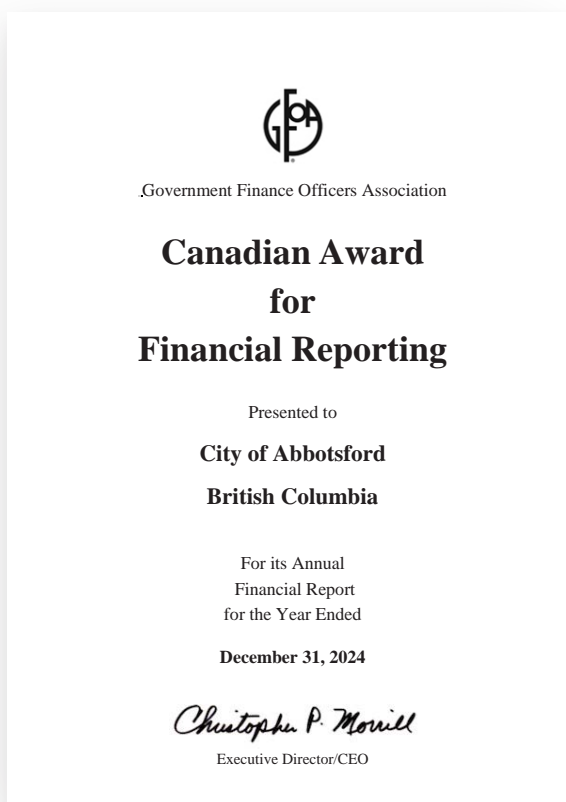 GFOA
Government Finance Officers Association
Canadian Award
for
Financial Reporting
Presented to
City of Abbotsford
British Columbia
For its Annual
Financial Report
for the Year Ended
December 31, 2024
Christopher P. Morrill
Executive Director/CEO